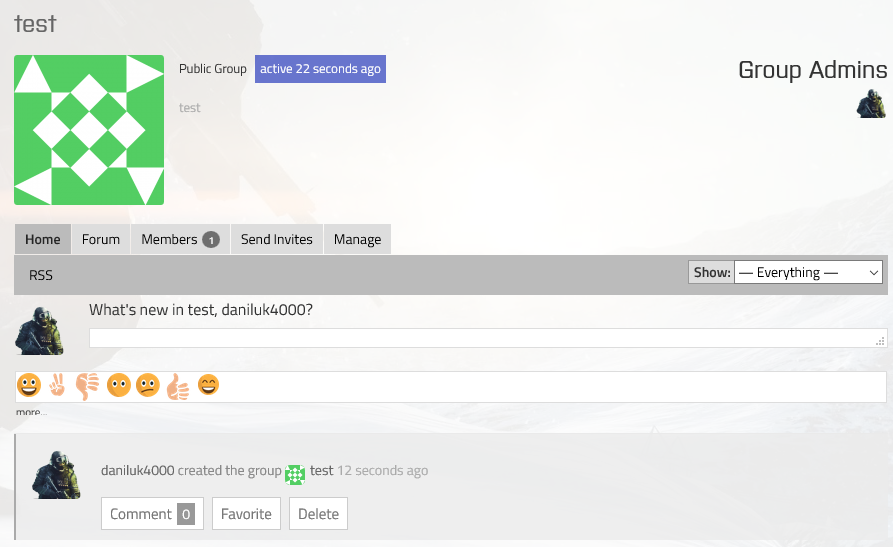 test
Public Group active 22 seconds ago
Group Admins
test
Home Forum Members 1 Send Invites Manage
RSS Show: — Everything —
What's new in test, daniluk4000?
more...
daniluk4000 created the group test 12 seconds ago
Comment 0 Favorite Delete